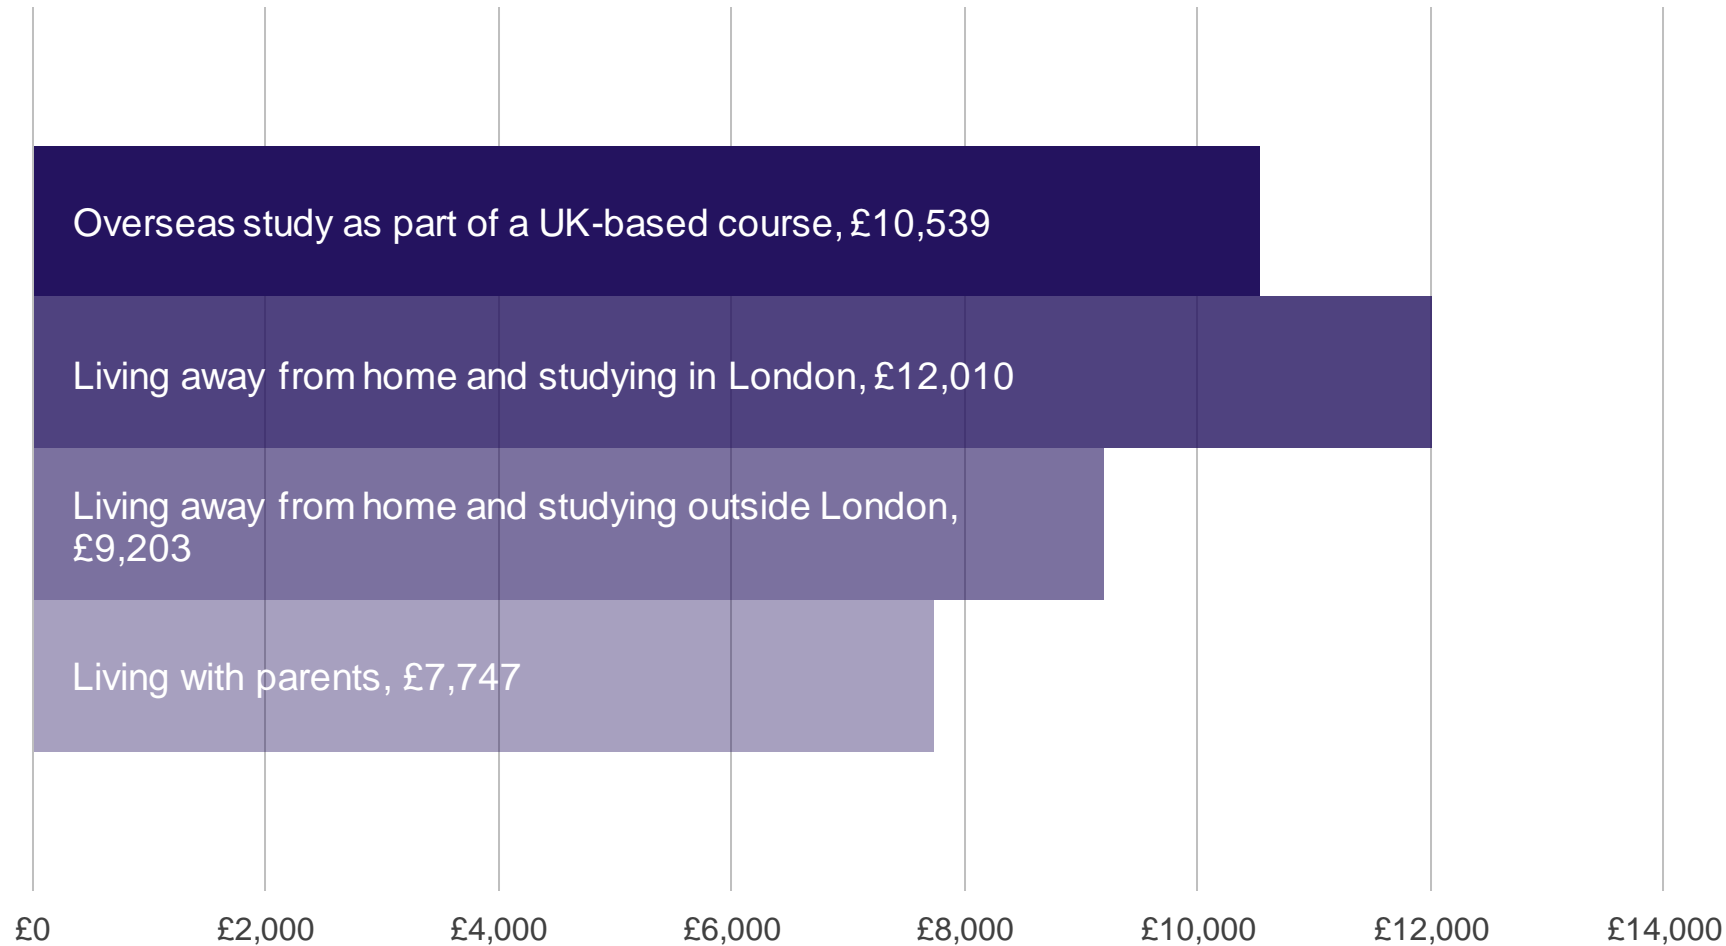 Overseas study as part of a UK-based course, £10,539
Living away from home and studying in London, £12,010
Living away from home and studying outside London,
£9,203
Living with parents, £7,747
£0 £2,000 £4,000 £6,000 £8,000 £10,000 £12,000 £14,000